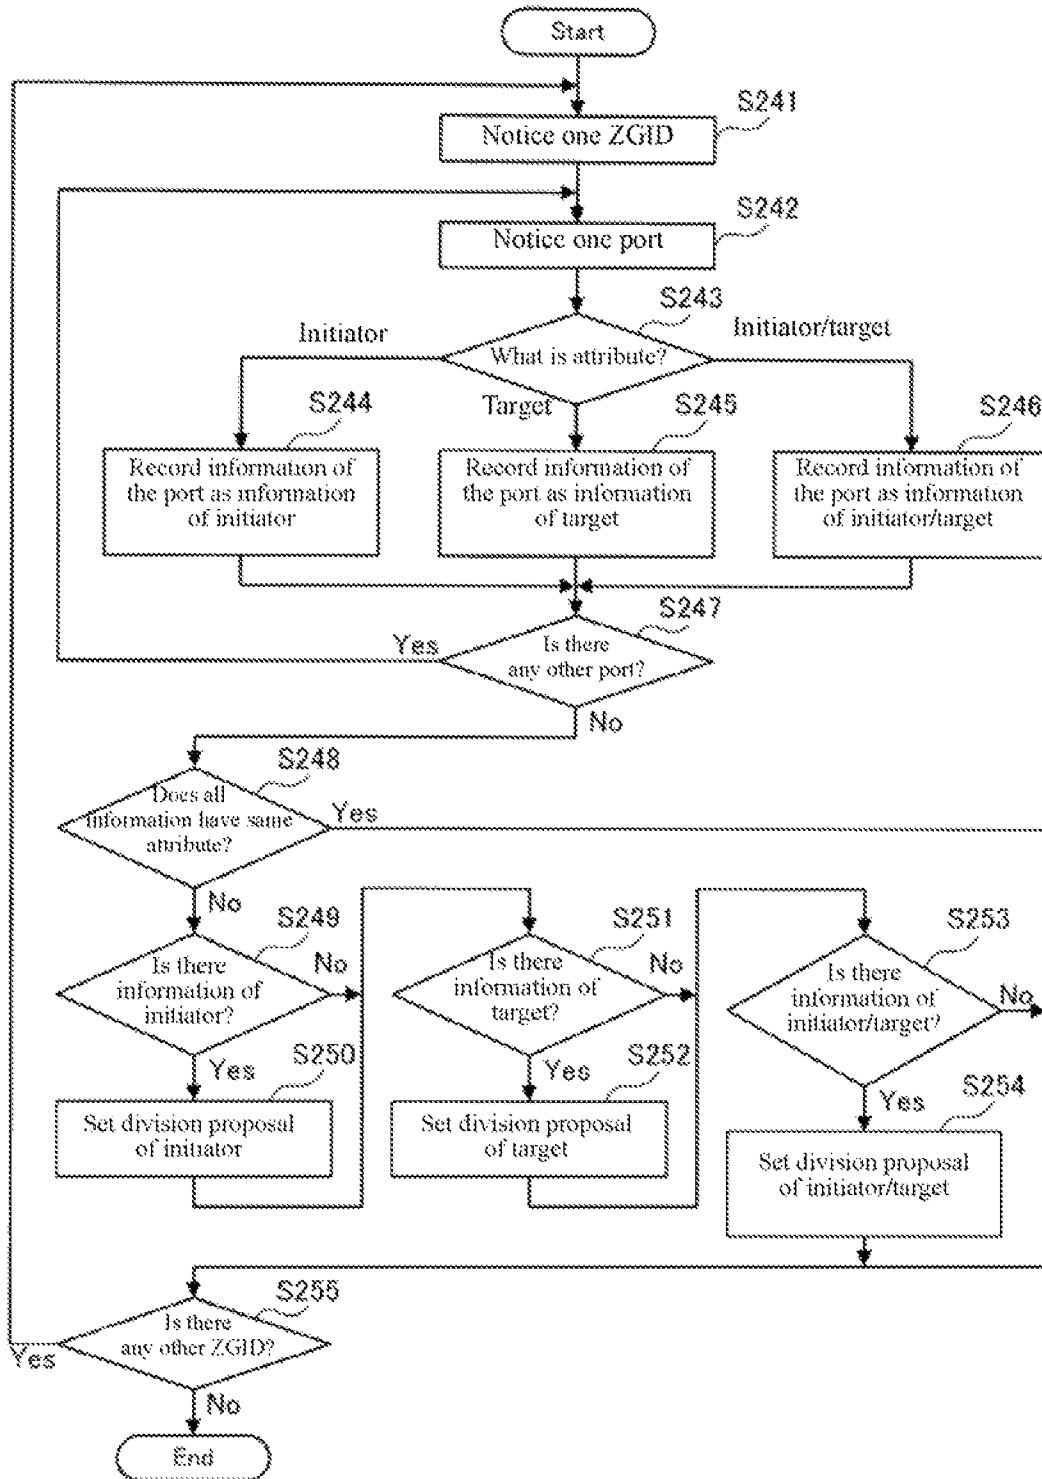 Start
S241
Notice one ZGID
S242
Notice one port
S243
Initiator
Initiator/target
What is attribute?
Target
S244
S245
S246
Record information of
the port as information
of initiator
Record information of
the port as information
of target
Record information of
the port as information
of initiator/target
S247
Yes
Is there
any other port?
No
S248
Does all
information have same
attribute?
Yes
No
S249
Is there
information of
initiator?
No
Yes
S250
Set division proposal
of initiator
S251
Is there
information of
target?
No
Yes
S252
Set division proposal
of target
S253
Is there
information of
initiator/target?
No
Yes
S254
Set division proposal
of initiator/target
S255
Is there
any other ZGID?
Yes
No
End